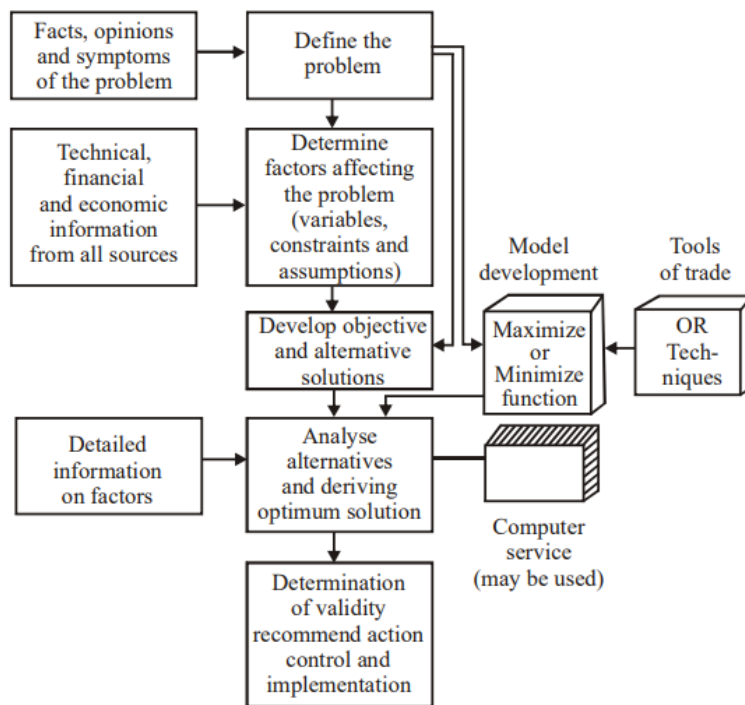 Facts, opinions
and symptoms
of the problem
Define the
problem
Technical,
financial
and economic
information
from all sources
Determine
factors affecting
the problem
(variables,
constraints and
assumptions)
Model
development
Tools
of trade
Develop objective
and alternative
solutions
Maximize
or
Minimize
function
OR Tech-
niques
Detailed
information
on factors
Analyse
alternatives
and deriving
optimum solution
Computer
service
(may be used)
Determination
of validity
recommend action
control and
implementation